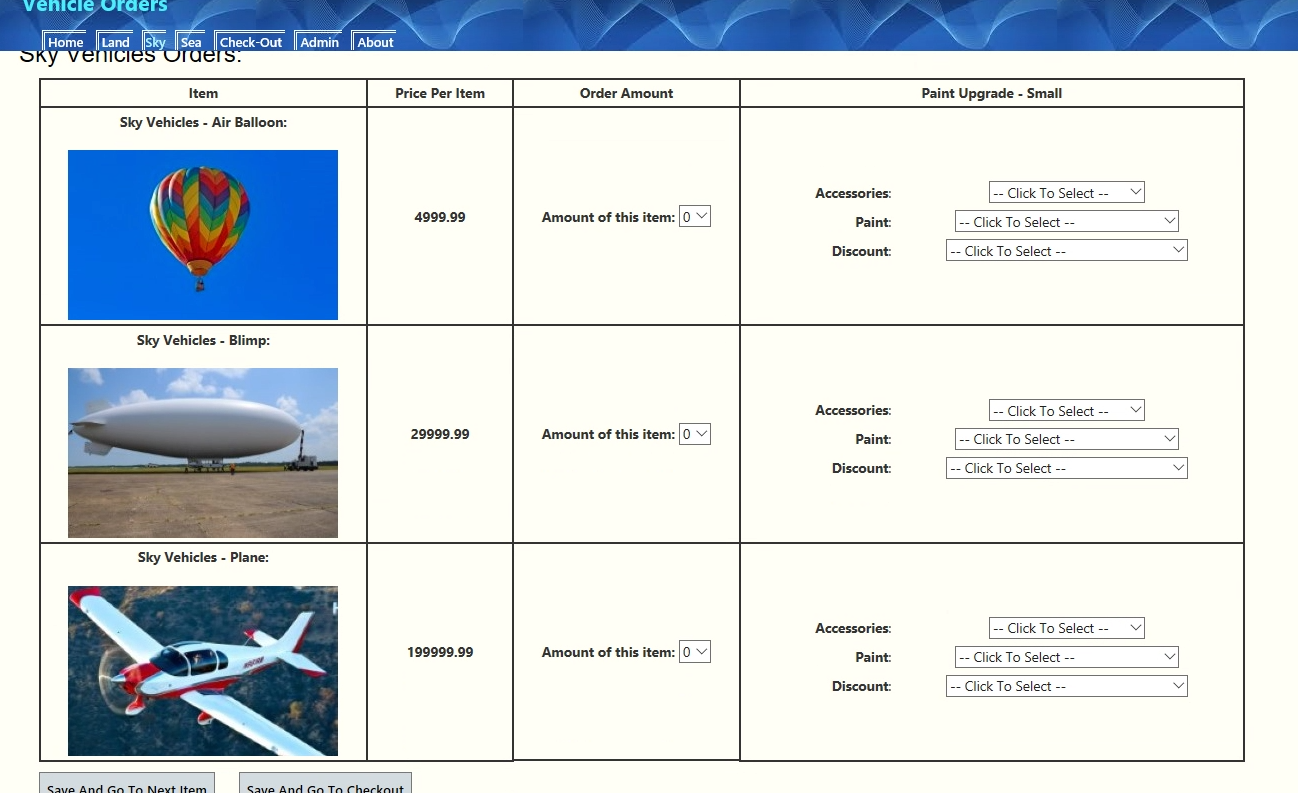 Vehicle Orders
Home Land Sky Sea Check-Out Admin About
Sky Vehicles Orders:
Item Price Per Item Order Amount Paint Upgrade - Small
Sky Vehicles - Air Balloon:
4999.99
Amount of this item: 0
Accessories: -- Click To Select --
Paint: -- Click To Select --
Discount: -- Click To Select --
Sky Vehicles - Blimp:
29999.99
Amount of this item: 0
Accessories: -- Click To Select --
Paint: -- Click To Select --
Discount: -- Click To Select --
Sky Vehicles - Plane:
199999.99
Amount of this item: 0
Accessories: -- Click To Select --
Paint: -- Click To Select --
Discount: -- Click To Select --
Save And Go To Next Item Save And Go To Checkout